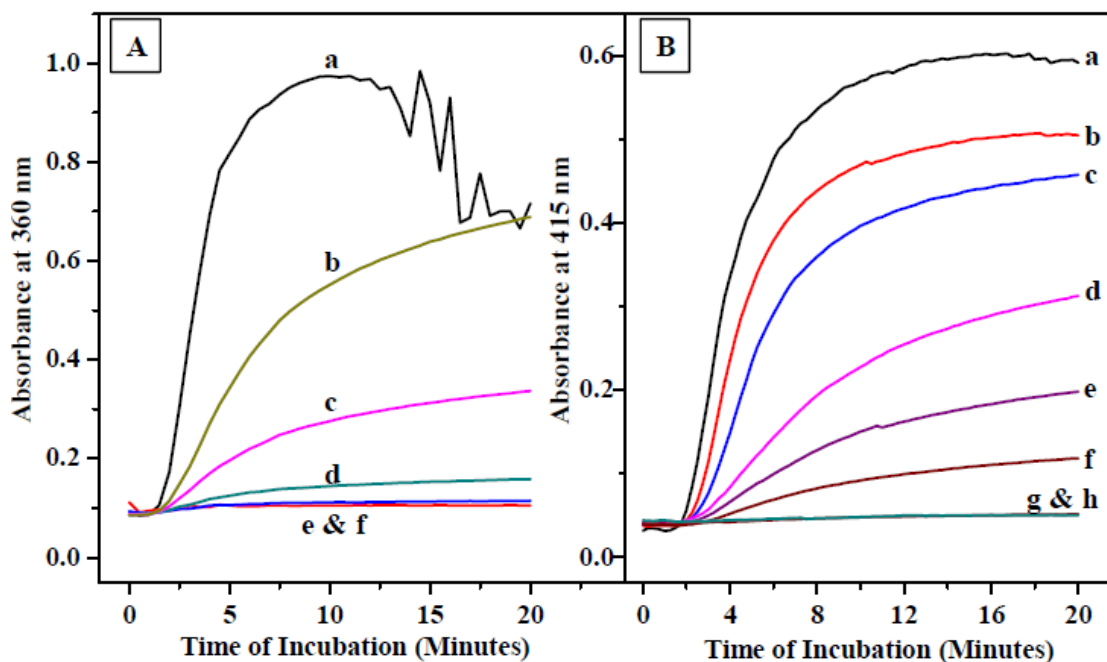 A
Absorbance at 360 nm
1.0
0.8
0.6
0.4
0.2
0.0
a
b
c
d
e & f
0 5 10 15 20
Time of Incubation (Minutes)
B
Absorbance at 415 nm
0.6
0.4
0.2
0.0
a
b
c
d
e
f
g & h
0 4 8 12 16 20
Time of Incubation (Minutes)